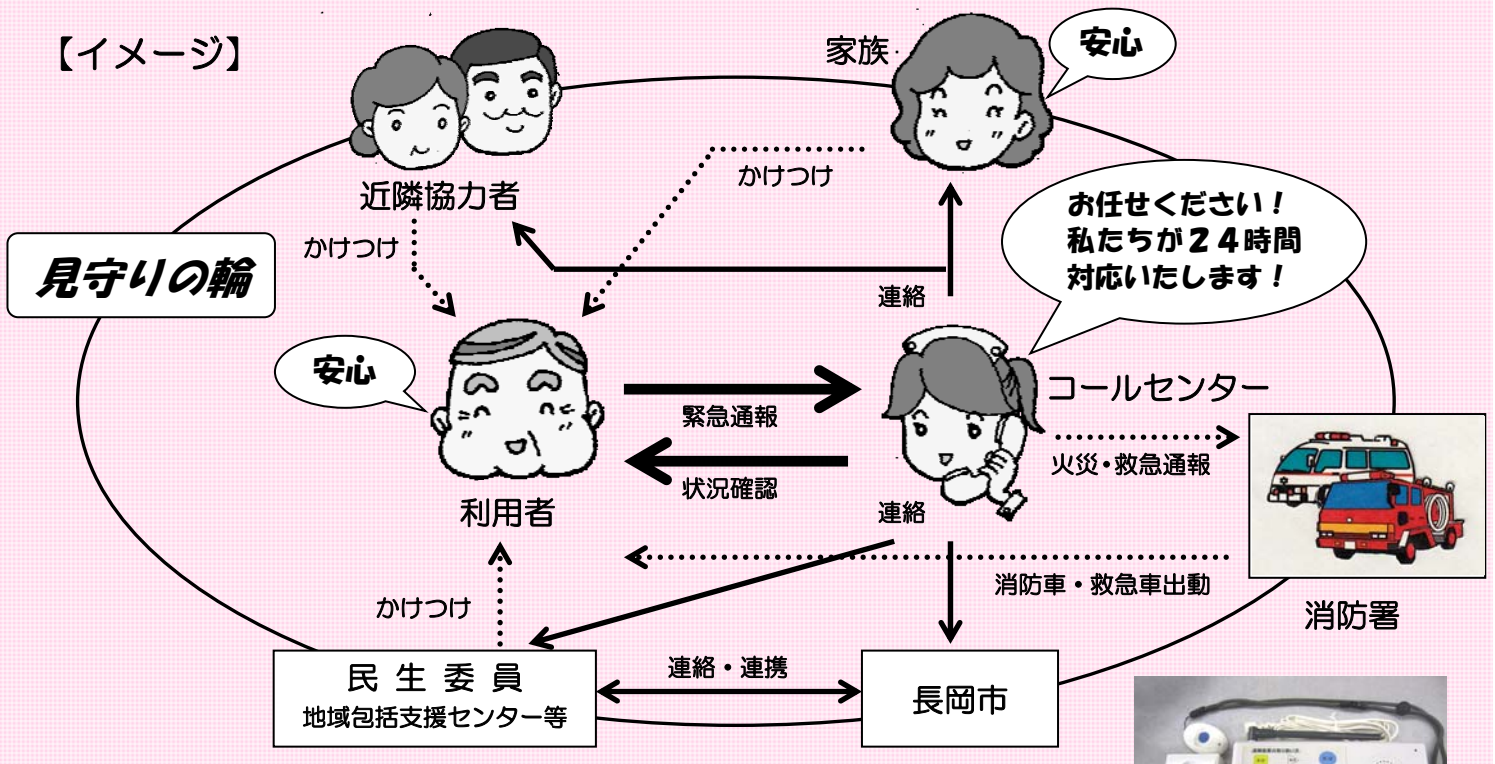 【イメージ】
家族
安心
近隣協力者
かけつけ
かけつけ
お任せください！
私たちが２４時間
対応いたします！
見守りの輪
連絡
安心
コールセンター
緊急通報
火災・救急通報
状況確認
利用者
連絡
消防車・救急車出動
消防署
かけつけ
民生委員
地域包括支援センター等
連絡・連携
長岡市